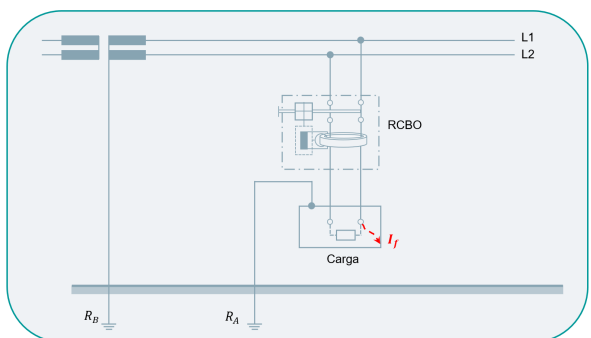 L1
L2
RCBO
I_f
Carga
R_B
R_A